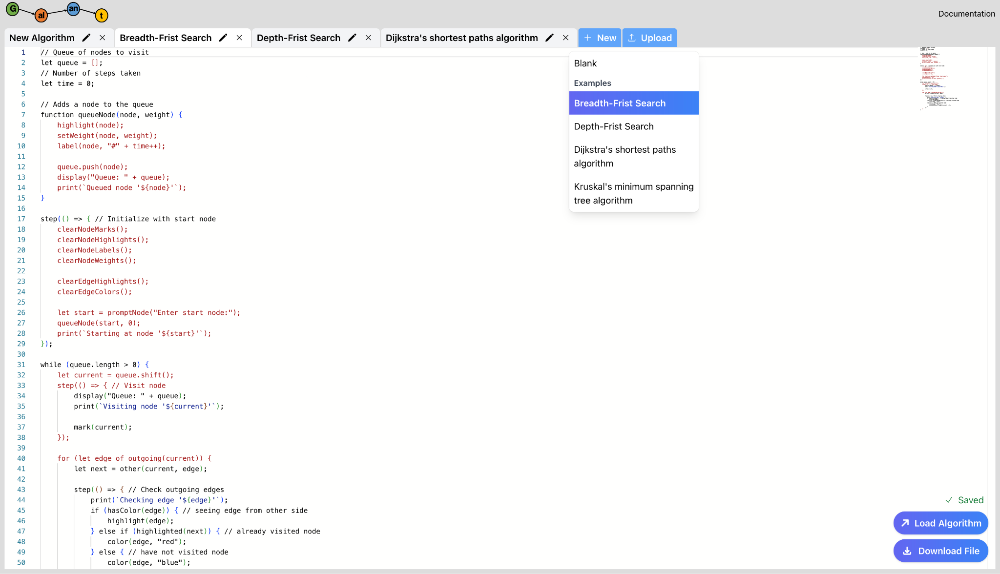 G al an t
Documentation
New Algorithm Breadth-Frist Search Depth-Frist Search Dijkstra's shortest paths algorithm New Upload
1 // Queue of nodes to visit
2 let queue = [];
3 // Number of steps taken
4 let time = 0;
5
6 // Adds a node to the queue
7 function queueNode(node, weight) {
8 highlight(node);
9 setWeight(node, weight);
10 label(node, "#" + time++);
11
12 queue.push(node);
13 display("Queue: " + queue);
14 print(`Queued node '${node}'`);
15 }
16
17 step(() => { // Initialize with start node
18 clearNodeMarks();
19 clearNodeHighlights();
20 clearNodeLabels();
21 clearNodeWeights();
22
23 clearEdgeHighlights();
24 clearEdgeColors();
25
26 let start = promptNode("Enter start node:");
27 queueNode(start, 0);
28 print(`Starting at node '${start}'`);
29 });
30
31 while (queue.length > 0) {
32 let current = queue.shift();
33 step(() => { // Visit node
34 display("Queue: " + queue);
35 print(`Visiting node '${current}'`);
36
37 mark(current);
38 });
39
40 for (let edge of outgoing(current)) {
41 let next = other(current, edge);
42
43 step(() => { // Check outgoing edges
44 print(`Checking edge '${edge}'`);
45 if (hasColor(edge)) { // seeing edge from other side
46 highlight(edge);
47 } else if (highlighted(next)) { // already visited node
48 color(edge, "red");
49 } else { // have not visited node
50 color(edge, "blue");
Blank
Examples
Breadth-Frist Search
Depth-Frist Search
Dijkstra's shortest paths
algorithm
Kruskal's minimum spanning
tree algorithm
Saved
Load Algorithm
Download File